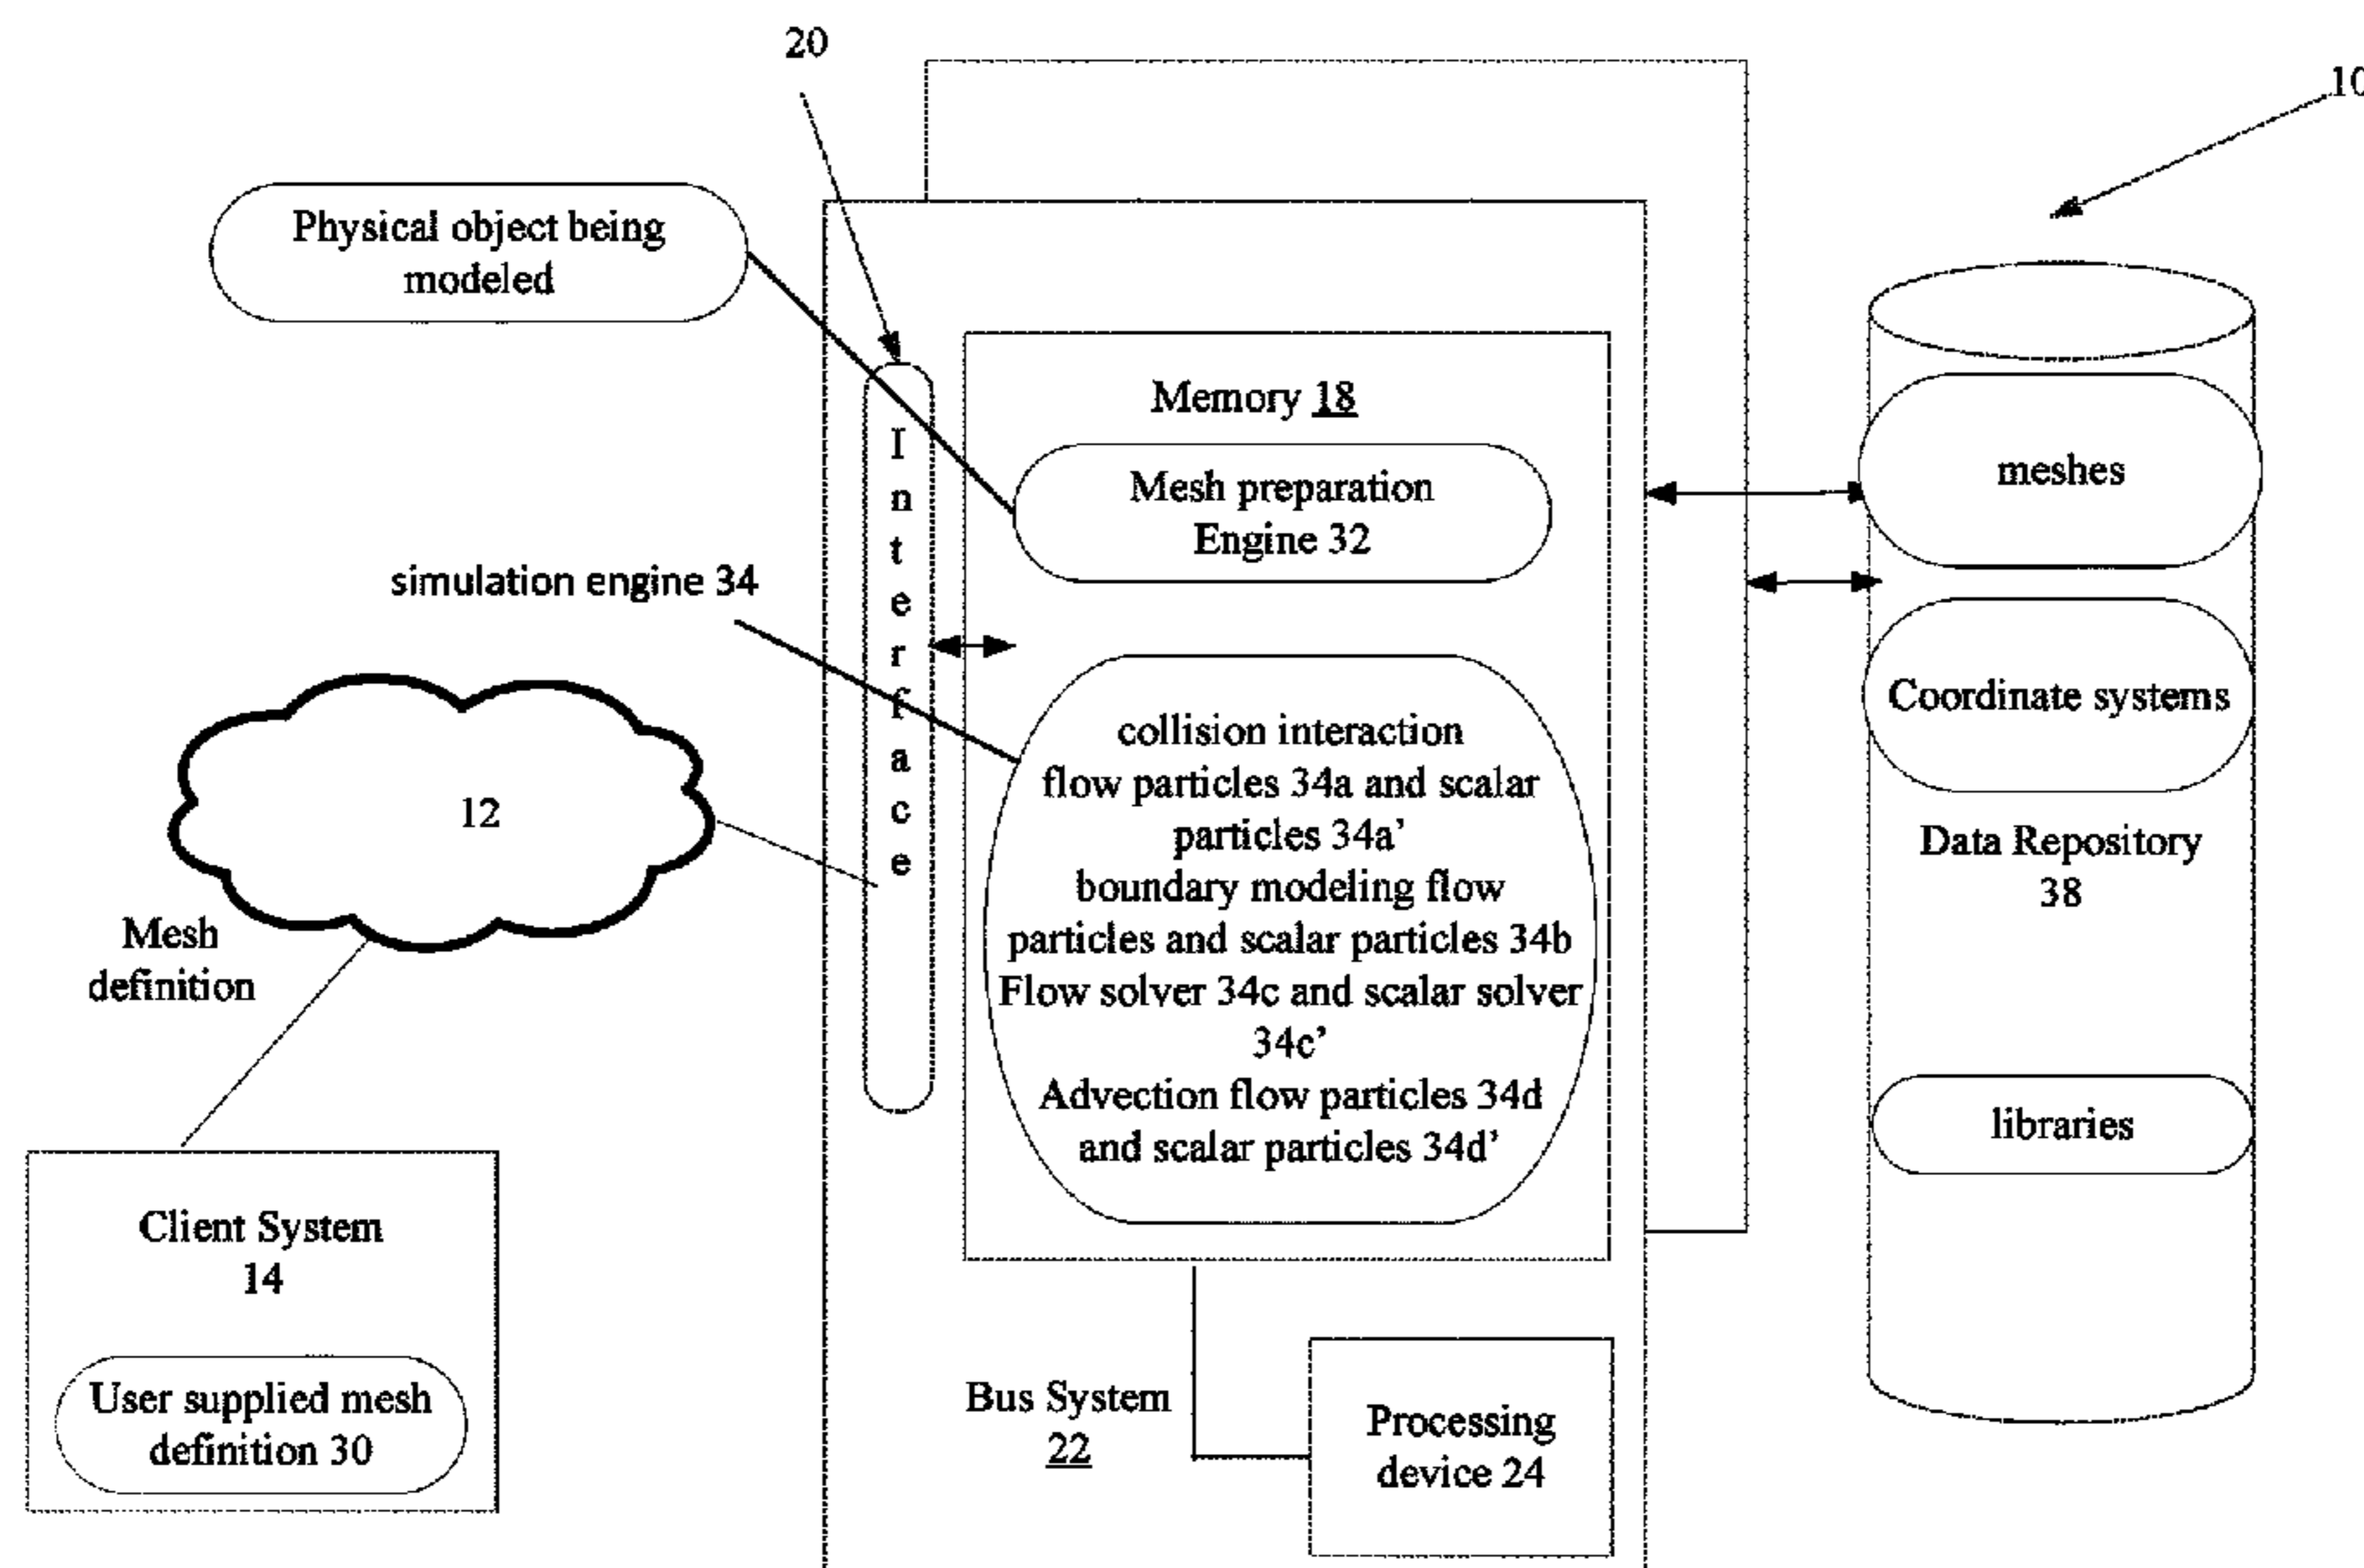 20
10
Physical object being
modeled
Memory 18
Mesh preparation
Engine 32
simulation engine 34
Interface
collision interaction
flow particles 34a and scalar
particles 34a’
boundary modeling flow
particles and scalar particles 34b
Flow solver 34c and scalar solver
34c’
Advection flow particles 34d
and scalar particles 34d’
12
Mesh
definition
Client System
14
User supplied mesh
definition 30
Bus System
22
Processing
device 24
meshes
Coordinate systems
Data Repository
38
libraries